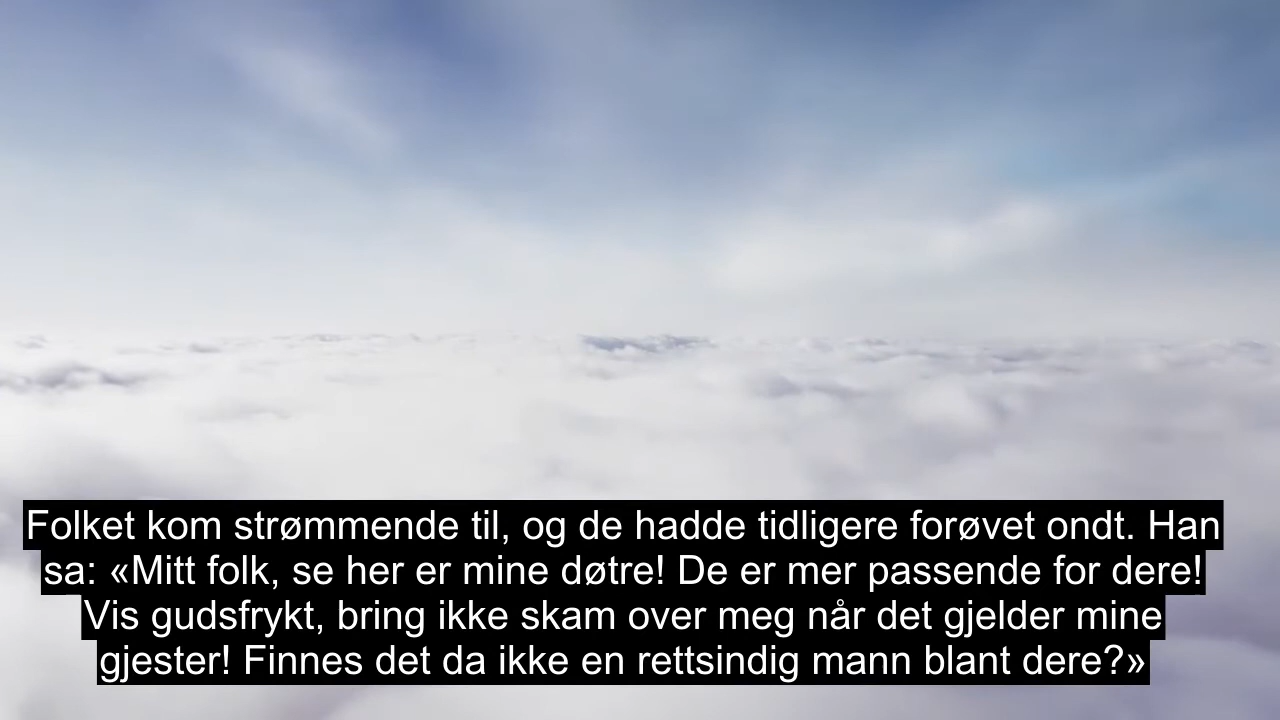 Folket kom strømmende til, og de hadde tidligere forøvet ondt. Han
sa: «Mitt folk, se her er mine døtre! De er mer passende for dere!
Vis gudsfrykt, bring ikke skam over meg når det gjelder mine
gjester! Finnes det da ikke en rettsindig mann blant dere?»